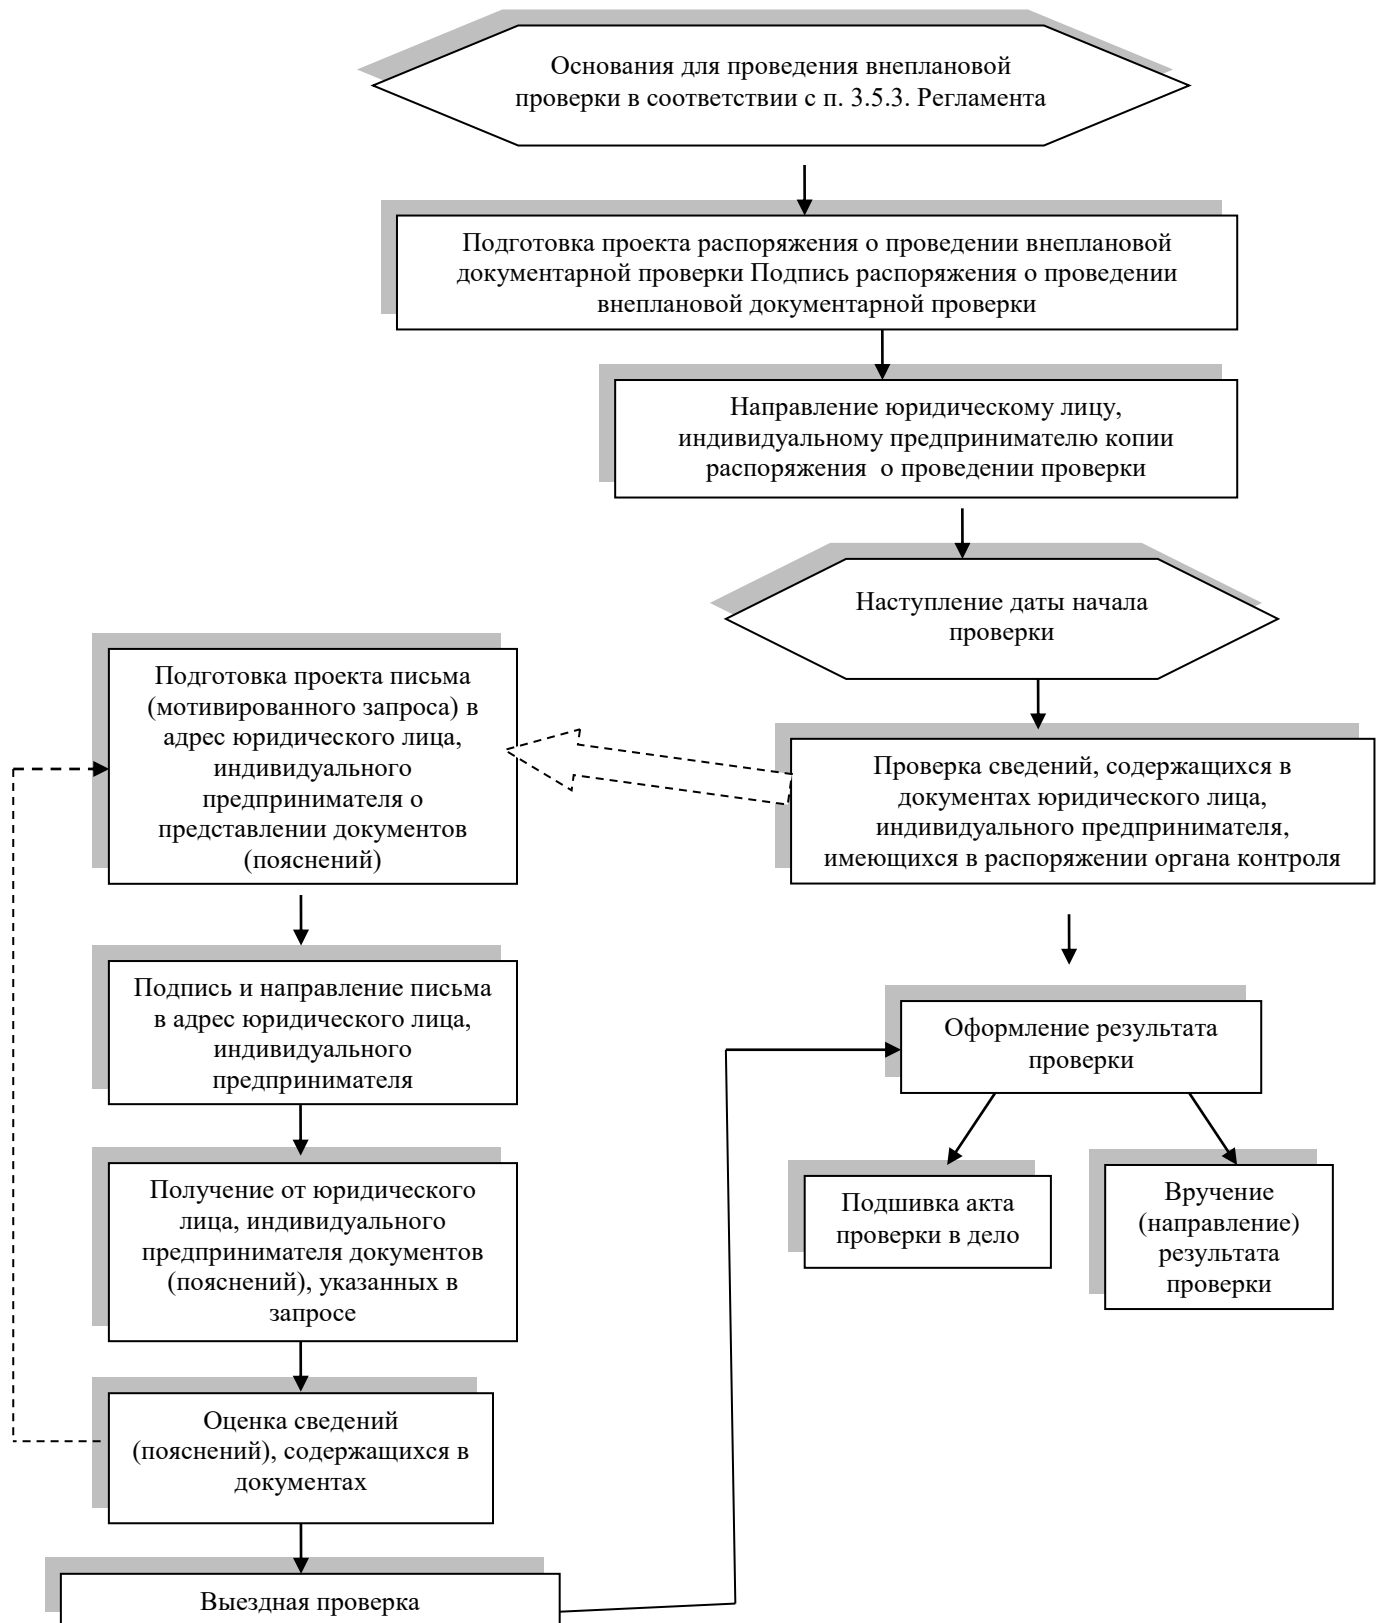 Основания для проведения внеплановой
проверки в соответствии с п. 3.5.3. Регламента
Подготовка проекта распоряжения о проведении внеплановой
документарной проверки Подпись распоряжения о проведении
внеплановой документарной проверки
Направление юридическому лицу,
индивидуальному предпринимателю копии
распоряжения  о проведении проверки
Наступление даты начала
проверки
Проверка сведений, содержащихся в
документах юридического лица,
индивидуального предпринимателя,
имеющихся в распоряжении органа контроля
Подготовка проекта письма
(мотивированного запроса) в
адрес юридического лица,
индивидуального
предпринимателя о
представлении документов
(пояснений)
Подпись и направление письма
в адрес юридического лица,
индивидуального
предпринимателя
Получение от юридического
лица, индивидуального
предпринимателя документов
(пояснений), указанных в
запросе
Оценка сведений
(пояснений), содержащихся в
документах
Выездная проверка
Оформление результата
проверки
Подшивка акта
проверки в дело
Вручение
(направление)
результата
проверки